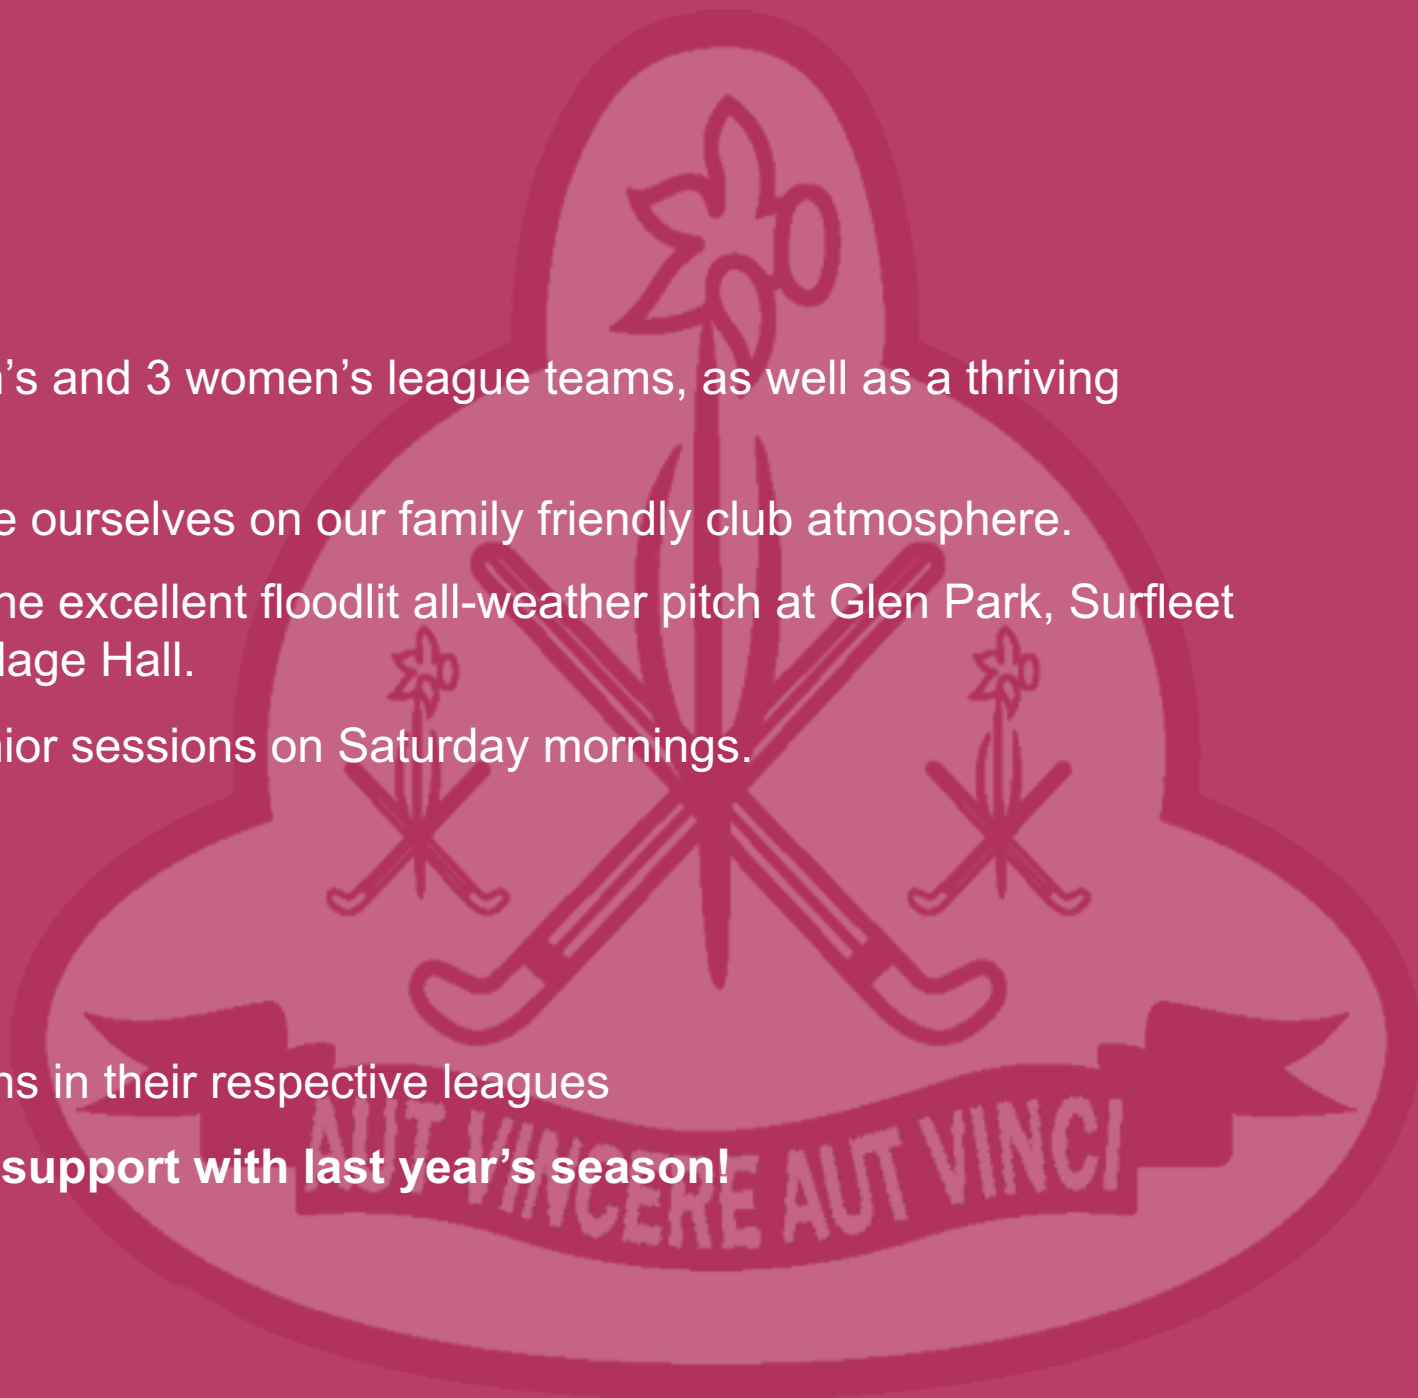 n's and 3 women's league teams, as well as a thriving
e ourselves on our family friendly club atmosphere.
he excellent floodlit all-weather pitch at Glen Park, Surfleet
lage Hall.
nior sessions on Saturday mornings.
ns in their respective leagues
support with last year's season!
AUT VINCERE AUT VINCI